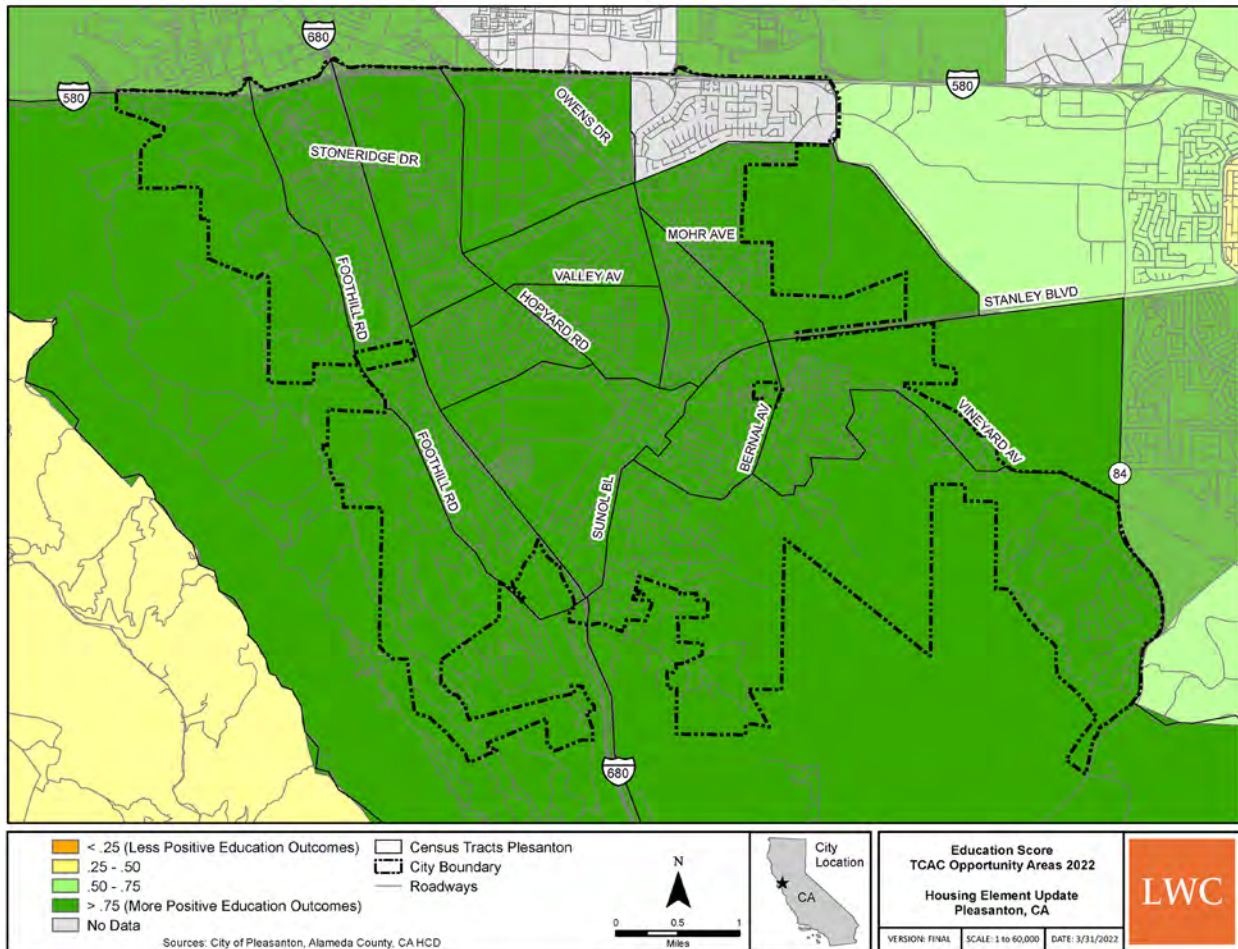 680
580
580
OWENS DR
STONERIDGE DR
MOHR AVE
VALLEY AV
FOOTHILL RD
HOPYARD RD
STANLEY BLVD
VINEYARD AV
BERNAL AV
FOOTHILL RD
SUNOL BL
84
680
< .25 (Less Positive Education Outcomes)
.25 - .50
.50 - .75
> .75 (More Positive Education Outcomes)
No Data
Census Tracts Plesanton
City Boundary
Roadways
Sources: City of Pleasanton, Alameda County, CA HCD
N
0 0.5 1
Miles
City
Location
CA
Education Score
TCAC Opportunity Areas 2022
Housing Element Update
Pleasanton, CA
VERSION: FINAL
SCALE: 1 to 60,000
DATE: 3/31/2022
LWC